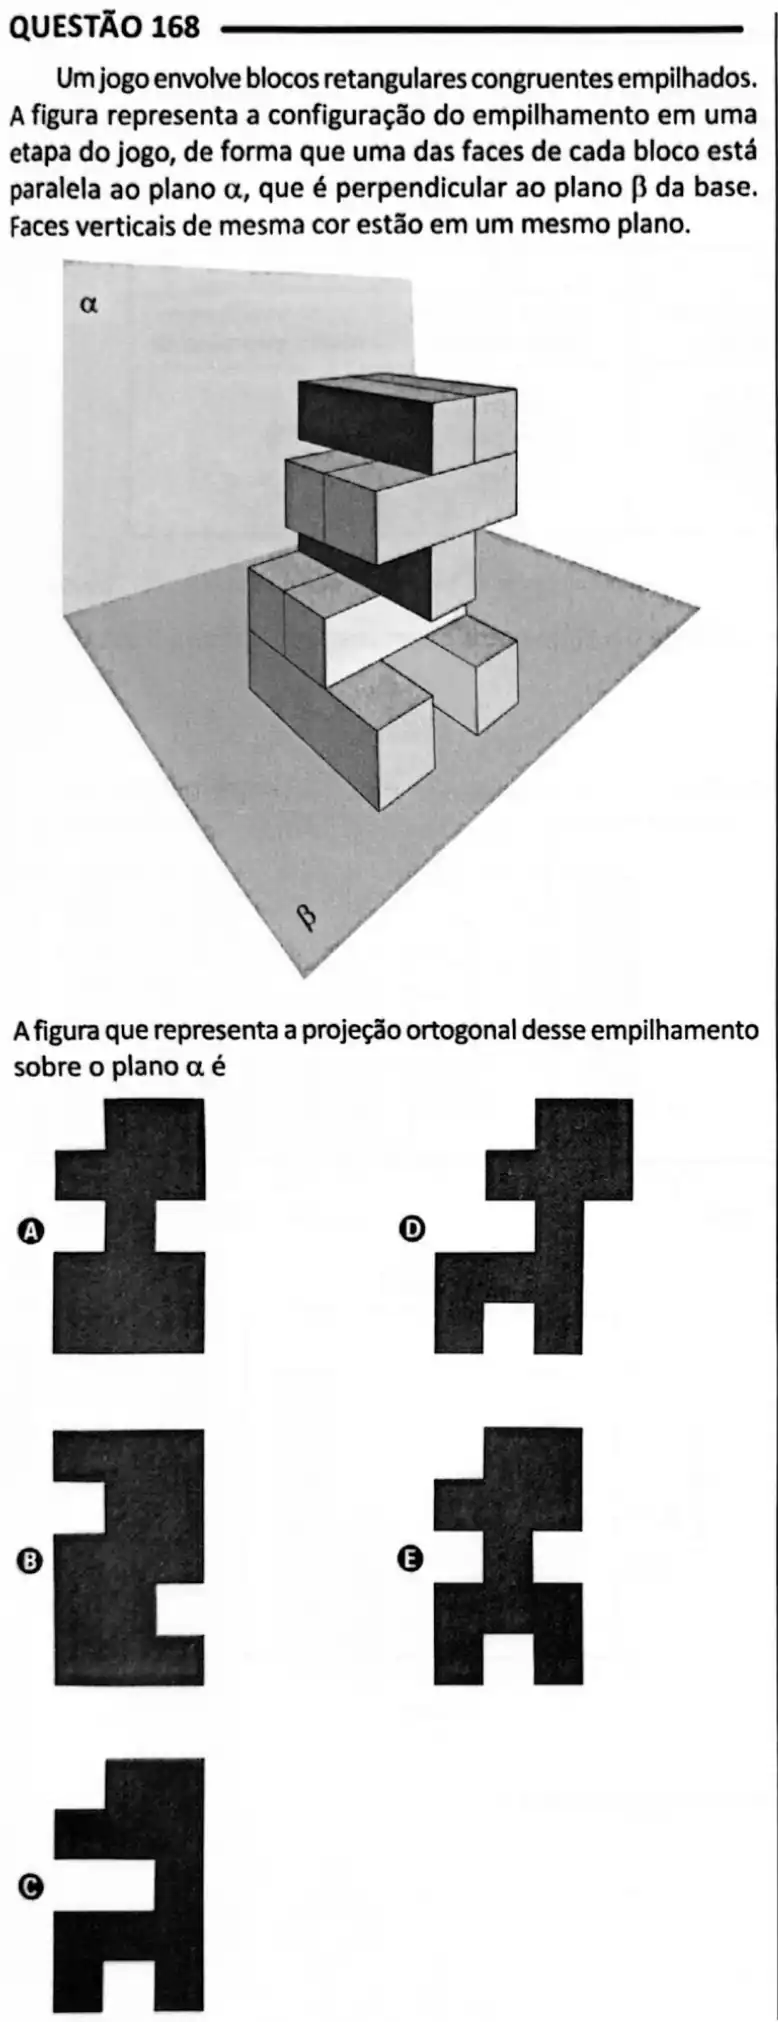 QUESTÃO 168
Um jogo envolve blocos retangulares congruentes empilhados.
A figura representa a configuração do empilhamento em uma
etapa do jogo, de forma que uma das faces de cada bloco está
paralela ao plano α, que é perpendicular ao plano β da base.
Faces verticais de mesma cor estão em um mesmo plano.
α
β
A figura que representa a projeção ortogonal desse empilhamento
sobre o plano α é
A
D
B
E
C